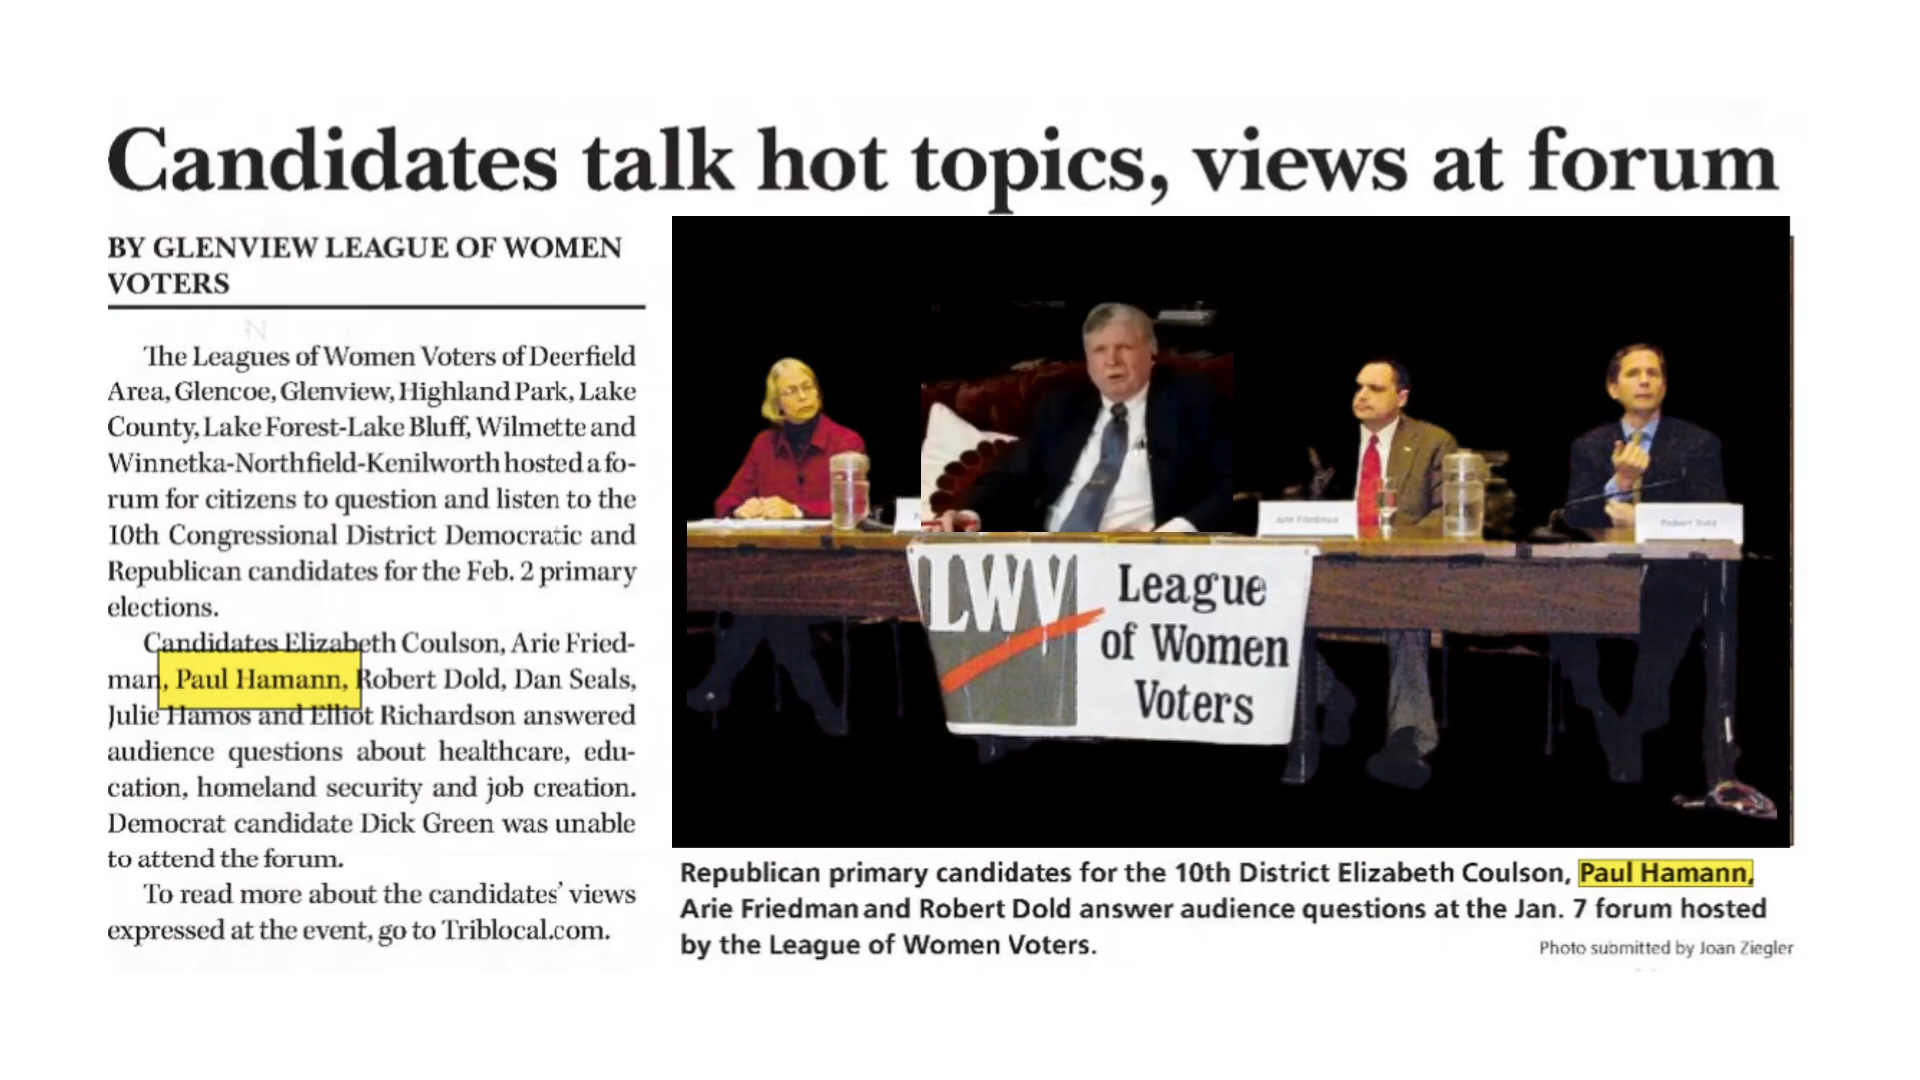 Candidates talk hot topics, views at forum
BY GLENVIEW LEAGUE OF WOMEN
VOTERS
The Leagues of Women Voters of Deerfield
Area, Glencoe, Glenview, Highland Park, Lake
County, Lake Forest-Lake Bluff, Wilmette and
Winnetka-Northfield-Kenilworth hosted a fo-
rum for citizens to question and listen to the
10th Congressional District Democratic and
Republican candidates for the Feb. 2 primary
elections.
Candidates Elizabeth Coulson, Arie Fried-
man, Paul Hamann, Robert Dold, Dan Seals,
Julie Hamos and Elliot Richardson answered
audience questions about healthcare, edu-
cation, homeland security and job creation.
Democrat candidate Dick Green was unable
to attend the forum.
To read more about the candidates' views
expressed at the event, go to Triblocal.com.
Arie Friedman
Robert Dold
LWV
League
of Women
Voters
Republican primary candidates for the 10th District Elizabeth Coulson, Paul Hamann,
Arie Friedman and Robert Dold answer audience questions at the Jan. 7 forum hosted
by the League of Women Voters.
Photo submitted by Joan Ziegler